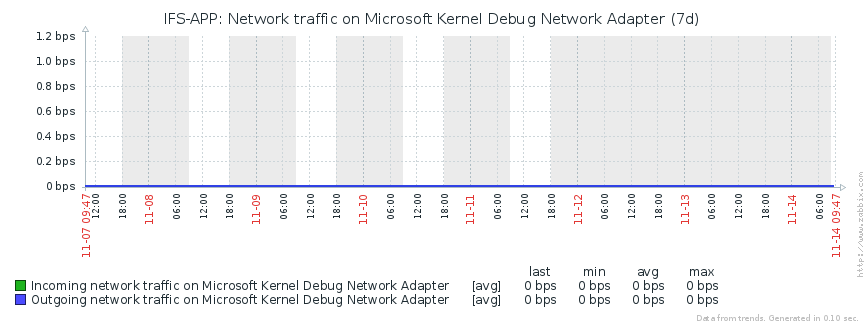 IFS-APP: Network traffic on Microsoft Kernel Debug Network Adapter (7d)
1.2 bps
1.0 bps
0.8 bps
0.6 bps
0.4 bps
0.2 bps
0 bps
11-07 09:47 12:00 18:00 11-08 06:00 12:00 18:00 11-09 06:00 12:00 18:00 11-10 06:00 12:00 18:00 11-11 06:00 12:00 18:00 11-12 06:00 12:00 18:00 11-13 06:00 12:00 18:00 11-14 06:00 11-14 09:47
last min avg max
Incoming network traffic on Microsoft Kernel Debug Network Adapter [avg] 0 bps 0 bps 0 bps 0 bps
Outgoing network traffic on Microsoft Kernel Debug Network Adapter [avg] 0 bps 0 bps 0 bps 0 bps
http://www.zabbix.com
Data from trends. Generated in 0.10 sec.